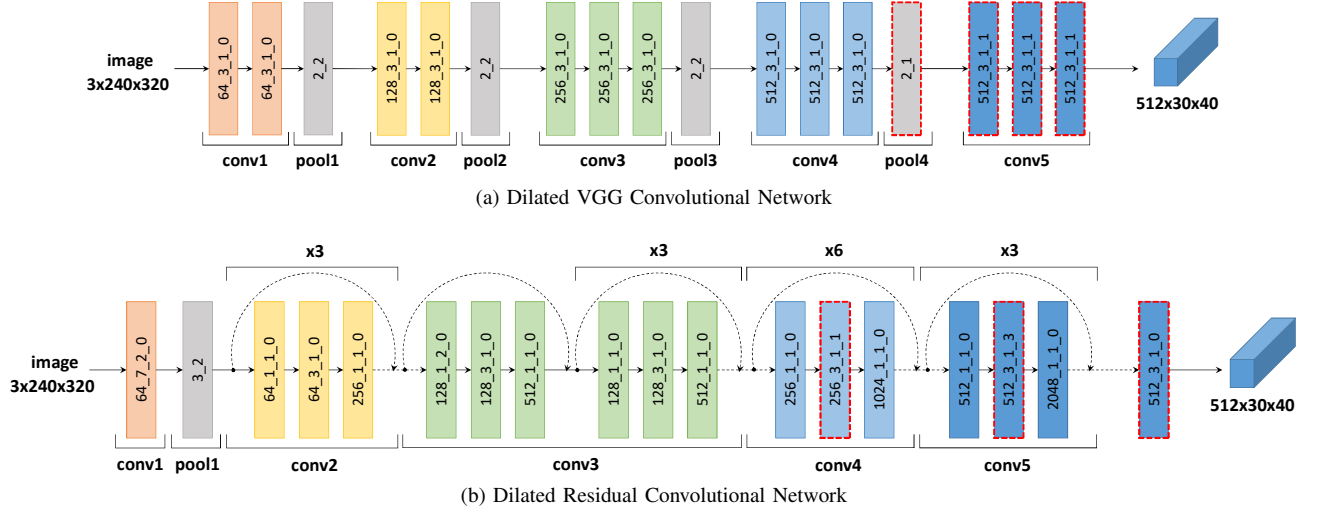 image
3x240x320
64_3_1_0
64_3_1_0
2_2
128_3_1_0
128_3_1_0
2_2
256_3_1_0
256_3_1_0
256_3_1_0
2_2
512_3_1_0
512_3_1_0
512_3_1_0
2_1
512_3_1_1
512_3_1_1
512_3_1_1
512x30x40
conv1
pool1
conv2
pool2
conv3
pool3
conv4
pool4
conv5
(a) Dilated VGG Convolutional Network
x3
x3
x6
x3
image
3x240x320
64_7_2_0
3_2
64_1_1_0
64_3_1_0
256_1_1_0
128_1_2_0
128_3_1_0
512_1_1_0
128_1_1_0
128_3_1_0
512_1_1_0
256_1_1_0
256_3_1_1
1024_1_1_0
512_1_1_0
512_3_1_3
2048_1_1_0
512_3_1_0
512x30x40
conv1
pool1
conv2
conv3
conv4
conv5
(b) Dilated Residual Convolutional Network